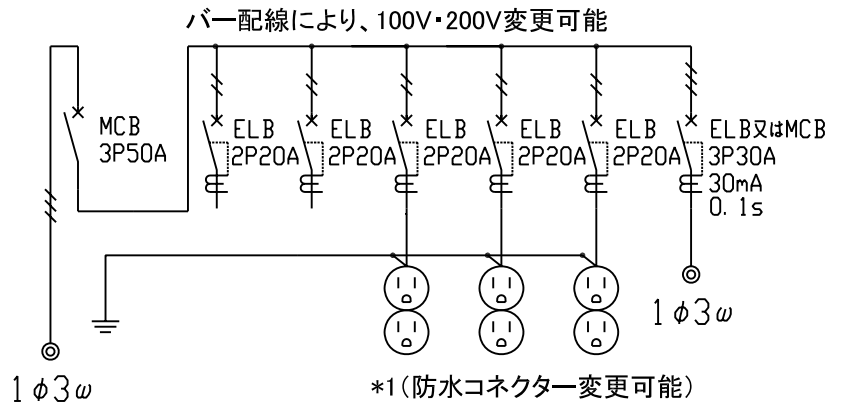 バー配線により、100V・200V変更可能
MCB
3P50A
ELB
2P20A
ELB
2P20A
ELB
2P20A
ELB
2P20A
ELB
2P20A
ELB又はMCB
3P30A
30mA
0.1s
1φ3ω
1φ3ω
*1(防水コネクター変更可能)